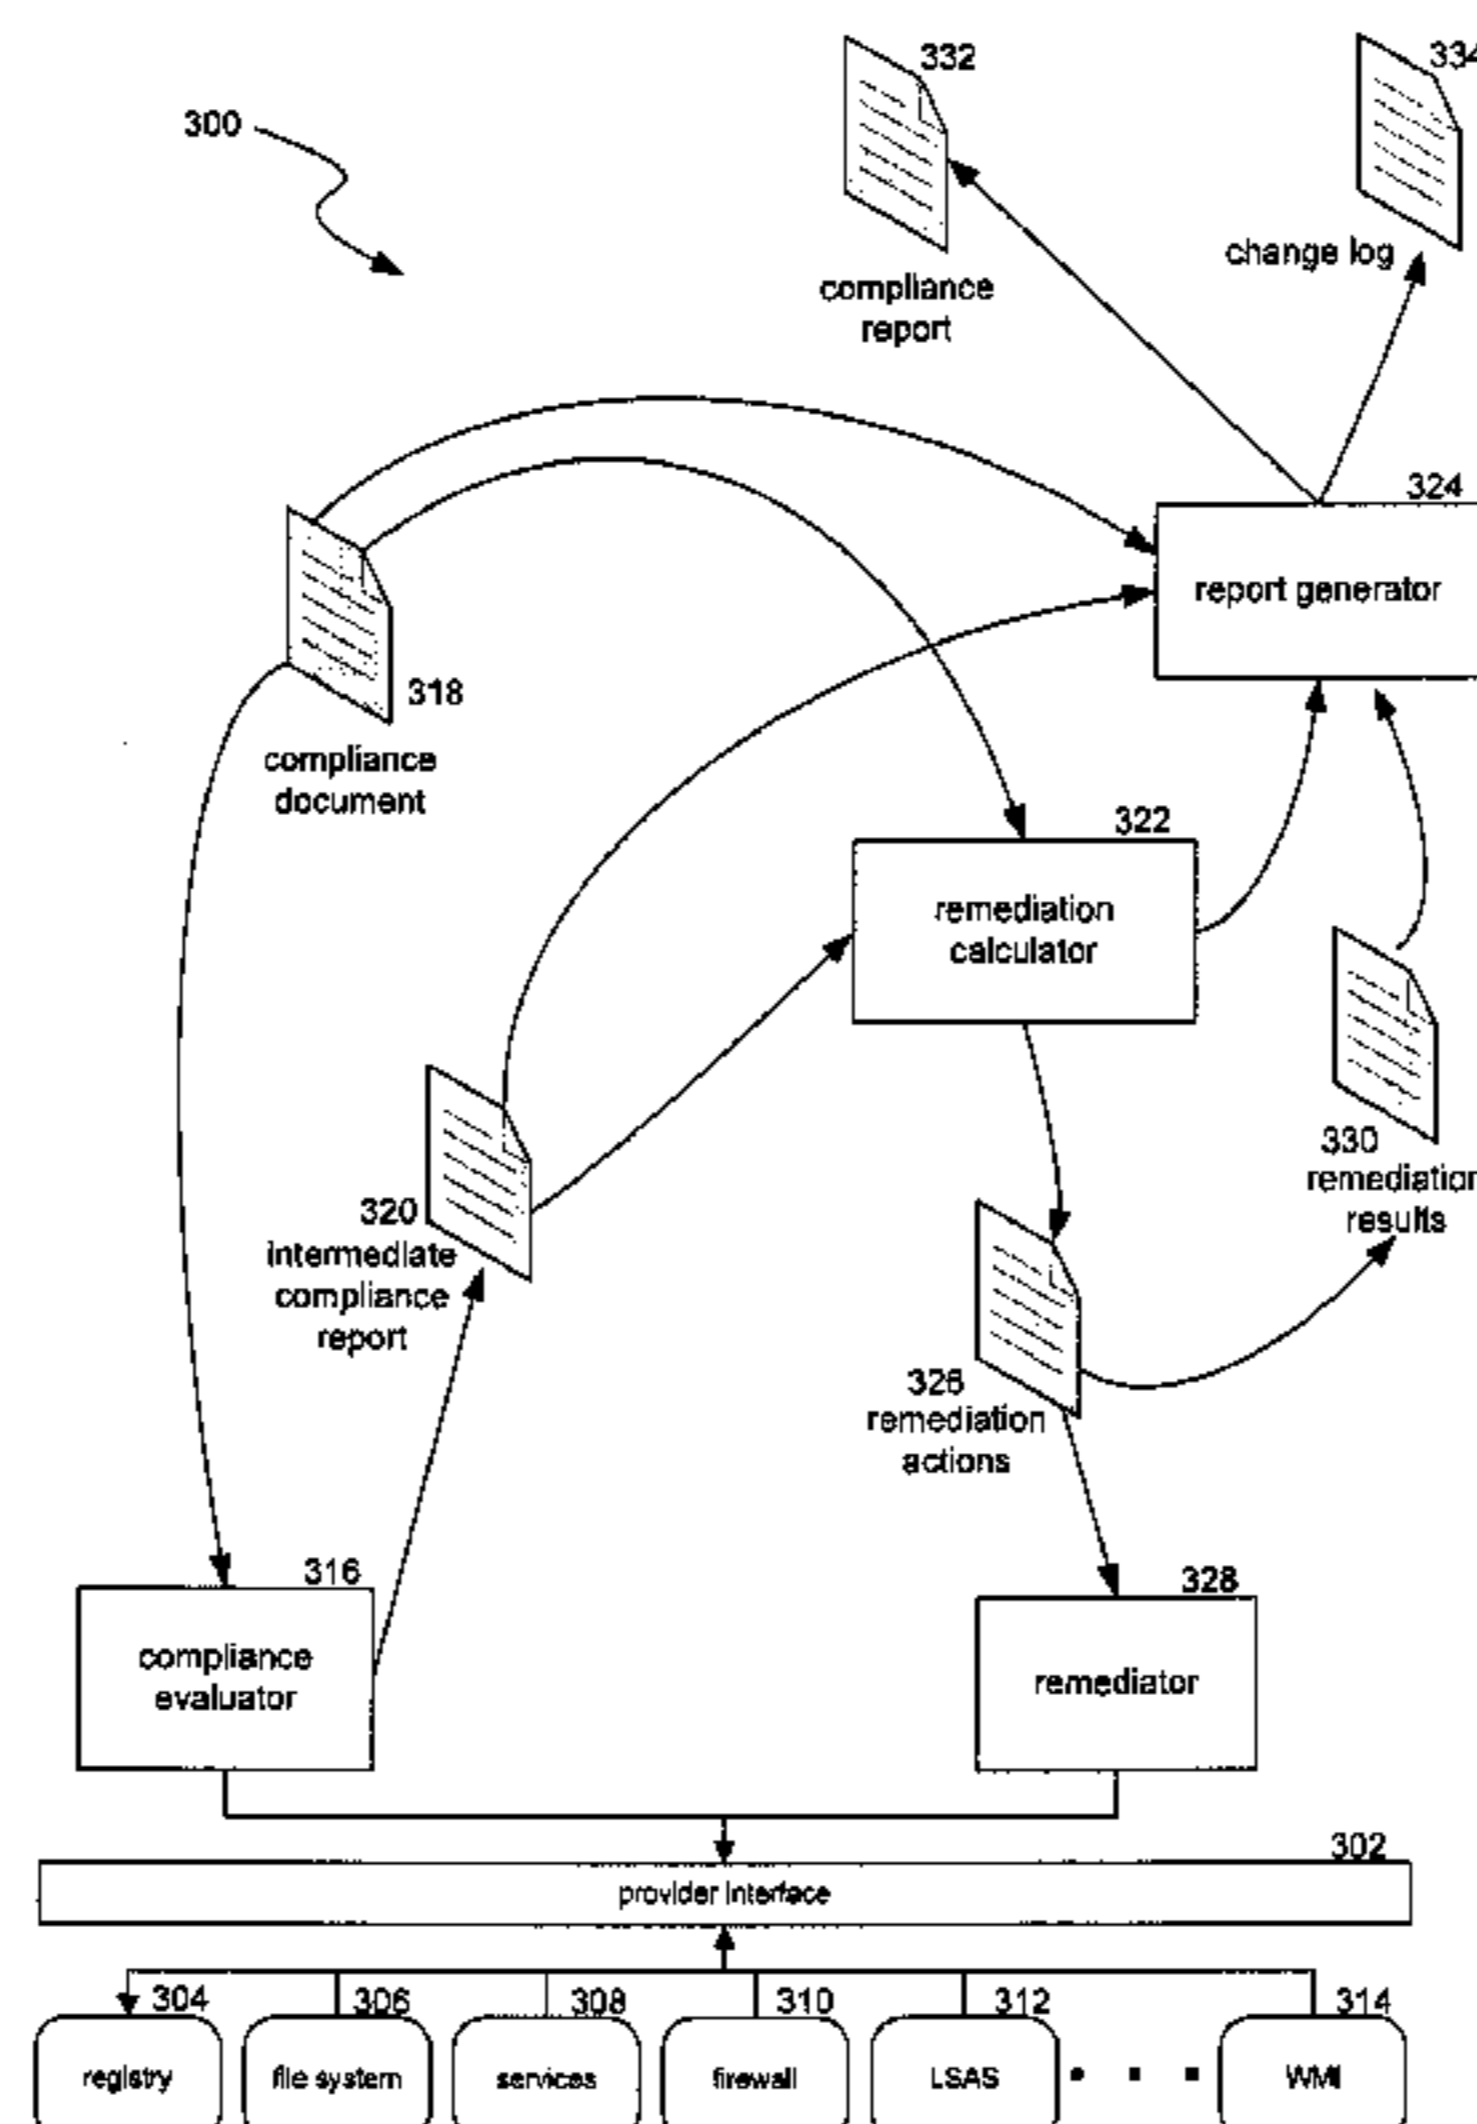 332
334
300
change log
compliance
report
324
report generator
318
compliance
document
322
remediation
calculator
330
remediation
results
320
intermediate
compliance
report
326
remediation
actions
316
compliance
evaluator
328
remediator
302
provider interface
304
306
308
310
312
314
registry
file system
services
firewall
LSAS
. . .
WMI